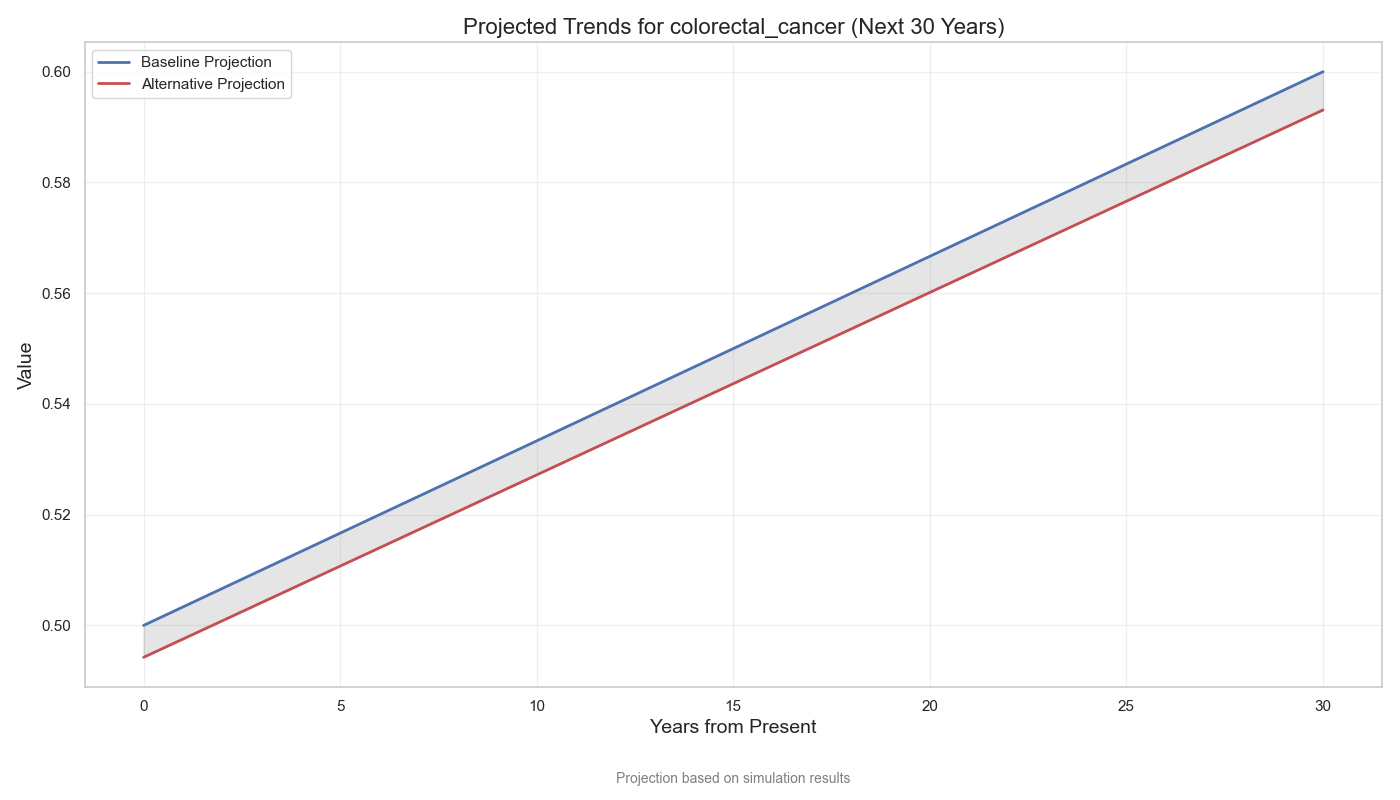 Projected Trends for colorectal_cancer (Next 30 Years)
Baseline Projection
Alternative Projection
0.60
0.58
0.56
0.54
0.52
0.50
Value
0 5 10 15 20 25 30
Years from Present
Projection based on simulation results